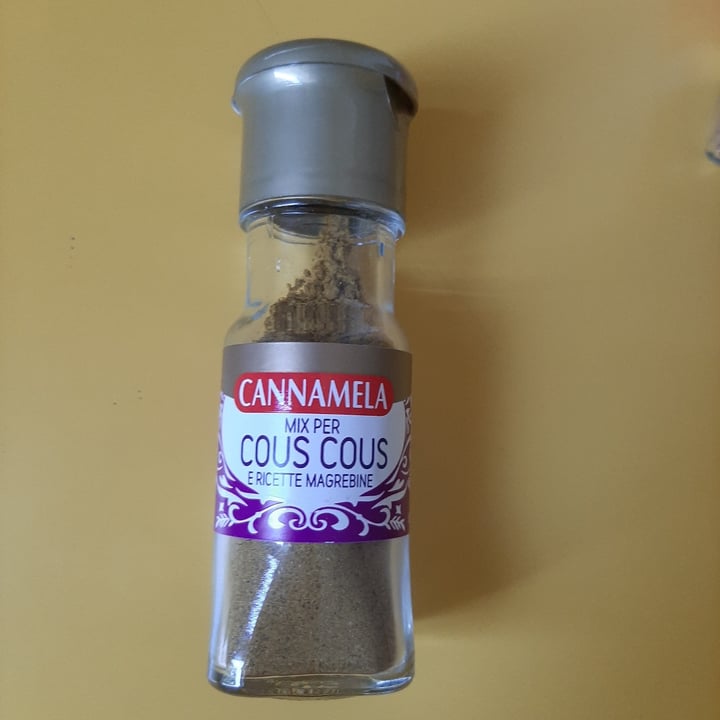 CANNAMELA
MIX PER
COUS COUS
E RICETTE MAGREBINE